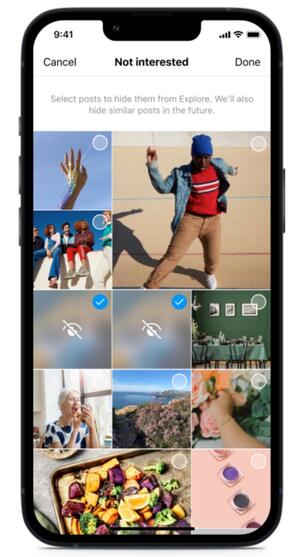 9:41
Cancel Not interested Done
Select posts to hide them from Explore. We'll also
hide similar posts in the future.